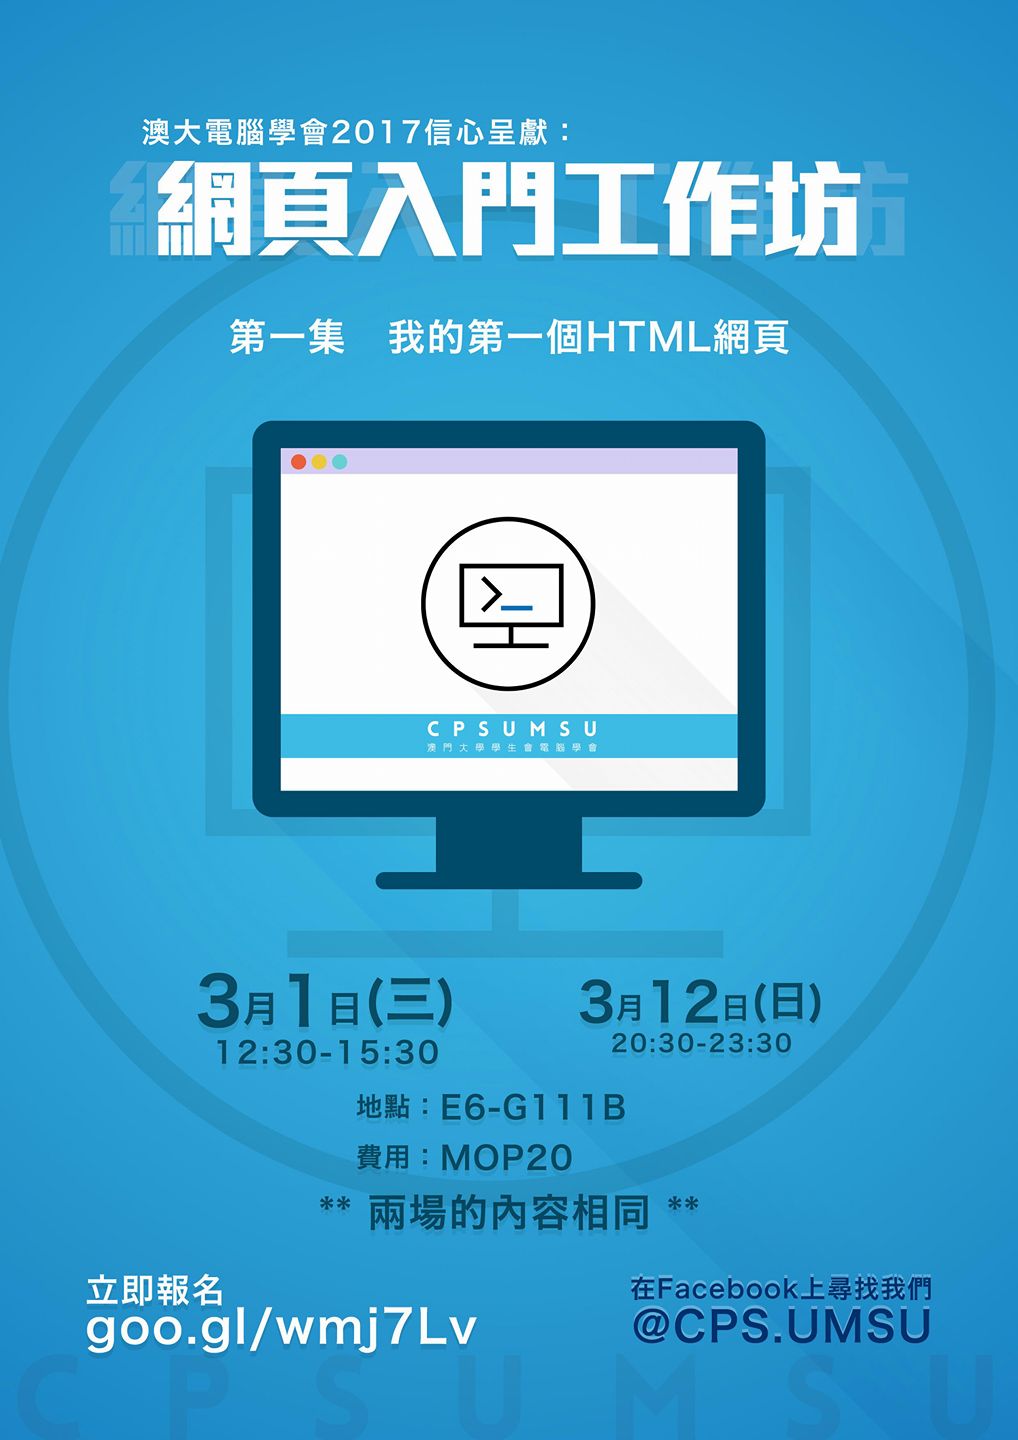 澳大電腦學會2017信心呈獻：
網頁入門工作坊
第一集　我的第一個HTML網頁
CPSUMSU
澳門大學學生會電腦學會
3月1日(三)
12:30-15:30
3月12日(日)
20:30-23:30
地點：E6-G111B
費用：MOP20
** 兩場的內容相同 **
立即報名
goo.gl/wmj7Lv
在Facebook上尋找我們
@CPS.UMSU
CPSUMSU